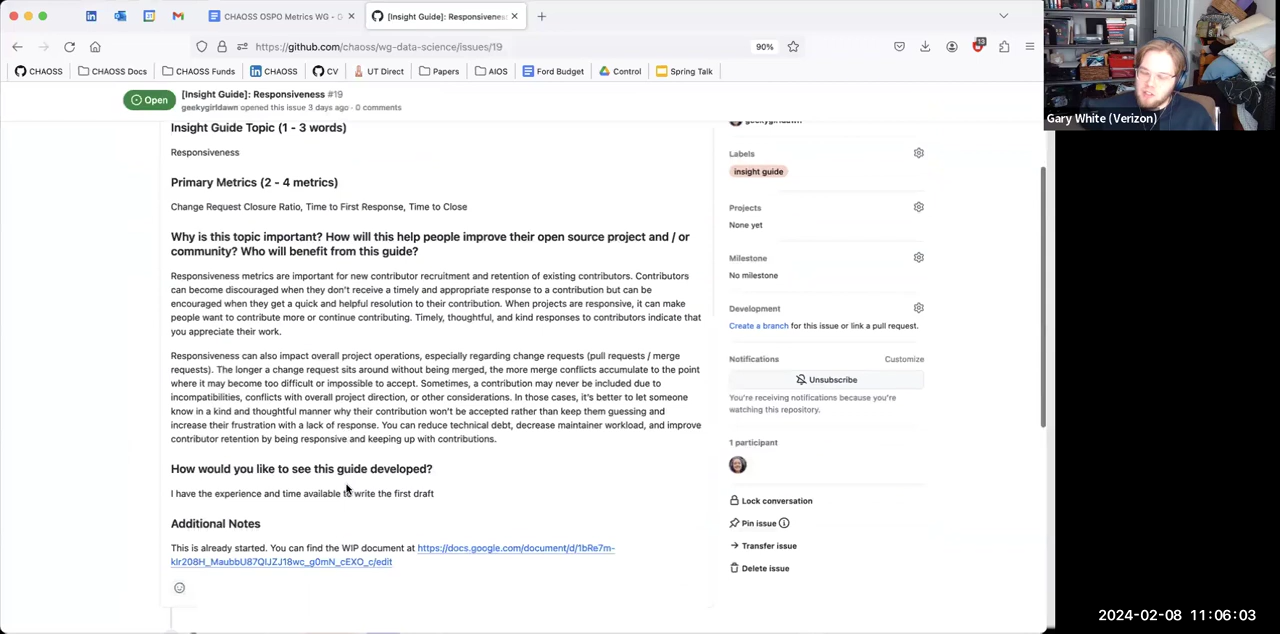 CHAOSS OSPO Metrics WG - D
[Insight Guide]: Responsivenes
https://github.com/chaoss/wg-data-science/issues/19
90%
CHAOSS
CHAOSS Docs
CHAOSS Funds
CHAOSS
CV
UT Direct
Papers
AIOS
Ford Budget
Control
Spring Talk
Gary White (Verizon)
Open
[Insight Guide]: Responsiveness #19
geekygirldawn opened this issue 3 days ago · 0 comments
Insight Guide Topic (1 - 3 words)
Responsiveness
Primary Metrics (2 - 4 metrics)
Change Request Closure Ratio, Time to First Response, Time to Close
Why is this topic important? How will this help people improve their open source project and / or
community? Who will benefit from this guide?
Responsiveness metrics are important for new contributor recruitment and retention of existing contributors. Contributors
can become discouraged when they don't receive a timely and appropriate response to a contribution but can be
encouraged when they get a quick and helpful resolution to their contribution. When projects are responsive, it can make
people want to contribute more or continue contributing. Timely, thoughtful, and kind responses to contributors indicate that
you appreciate their work.
Responsiveness can also impact overall project operations, especially regarding change requests (pull requests / merge
requests). The longer a change request sits around without being merged, the more merge conflicts accumulate to the point
where it may become too difficult or impossible to accept. Sometimes, a contribution may never be included due to
incompatibilities, conflicts with overall project direction, or other considerations. In those cases, it's better to let someone
know in a kind and thoughtful manner why their contribution won't be accepted rather than keep them guessing and
increase their frustration with a lack of response. You can reduce technical debt, decrease maintainer workload, and improve
contributor retention by being responsive and keeping up with contributions.
How would you like to see this guide developed?
I have the experience and time available to write the first draft
Additional Notes
This is already started. You can find the WIP document at https://docs.google.com/document/d/1bRe7m-
klr208H_MaubbU87QIJZJ18wc_g0mN_cEXO_c/edit
geekygirldawn
Labels
insight guide
Projects
None yet
Milestone
No milestone
Development
Create a branch for this issue or link a pull request.
Notifications
Customize
Unsubscribe
You're receiving notifications because you're
watching this repository.
1 participant
Lock conversation
Pin issue
Transfer issue
Delete issue
2024-02-08 11:06:03